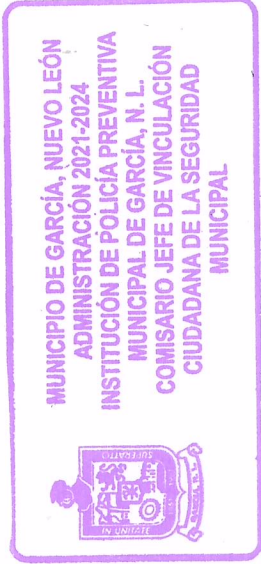 MUNICIPIO DE GARCÍA, NUEVO LEÓN
ADMINISTRACIÓN 2021-2024
INSTITUCIÓN DE POLICÍA PREVENTIVA
MUNICIPAL DE GARCÍA, N. L.
COMISARIO JEFE DE VINCULACIÓN
CIUDADANA DE LA SEGURIDAD
MUNICIPAL
IN UNITATE
SUPERATIO